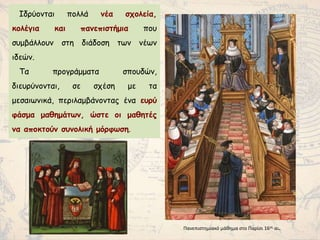 Ιδρύονται πολλά νέα σχολεία,
κολέγια και πανεπιστήμια που
συμβάλλουν στη διάδοση των νέων
ιδεών.
Τα προγράμματα σπουδών,
διευρύνονται, σε σχέση με τα
μεσαιωνικά, περιλαμβάνοντας ένα ευρύ
φάσμα μαθημάτων, ώστε οι μαθητές
να αποκτούν συνολική μόρφωση.
Πανεπιστημιακό μάθημα στο Παρίσι 16ος αι.